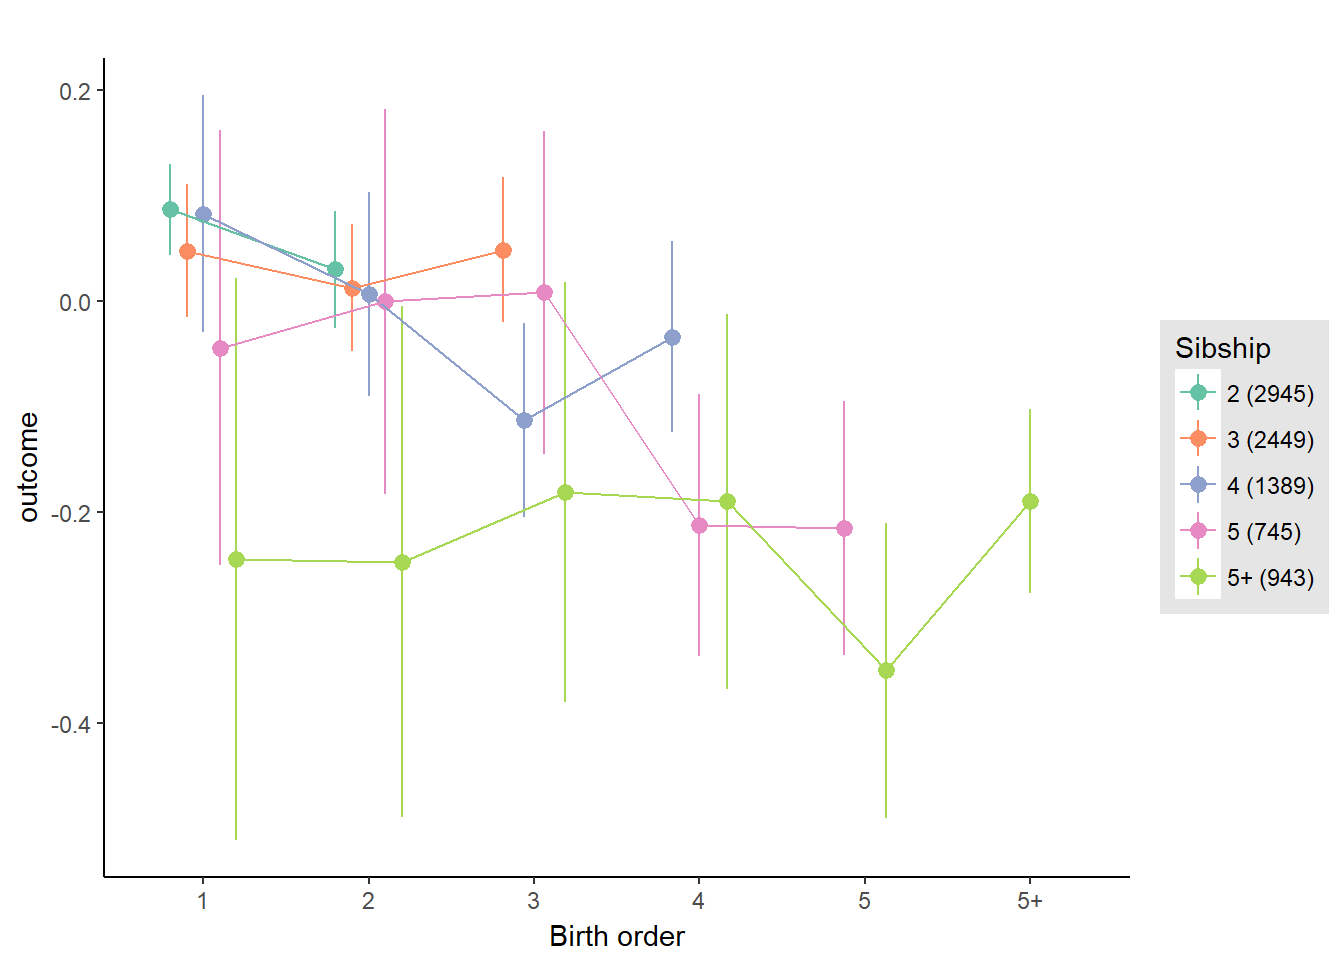 0.2
0.0
-0.2
-0.4
outcome
1 2 3 4 5 5+
Birth order
Sibship
2 (2945)
3 (2449)
4 (1389)
5 (745)
5+ (943)